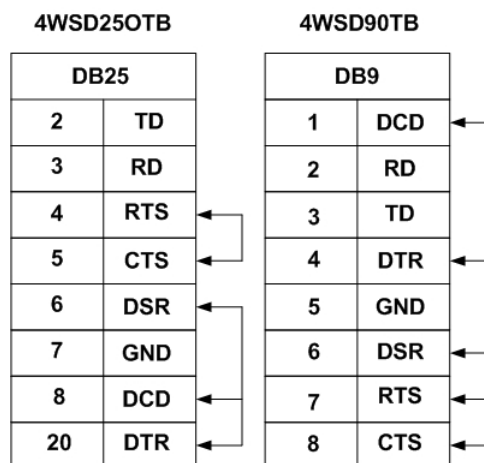 4WSD25OTB
DB25
2 TD
3 RD
4 RTS
5 CTS
6 DSR
7 GND
8 DCD
20 DTR
4WSD90TB
DB9
1 DCD
2 RD
3 TD
4 DTR
5 GND
6 DSR
7 RTS
8 CTS